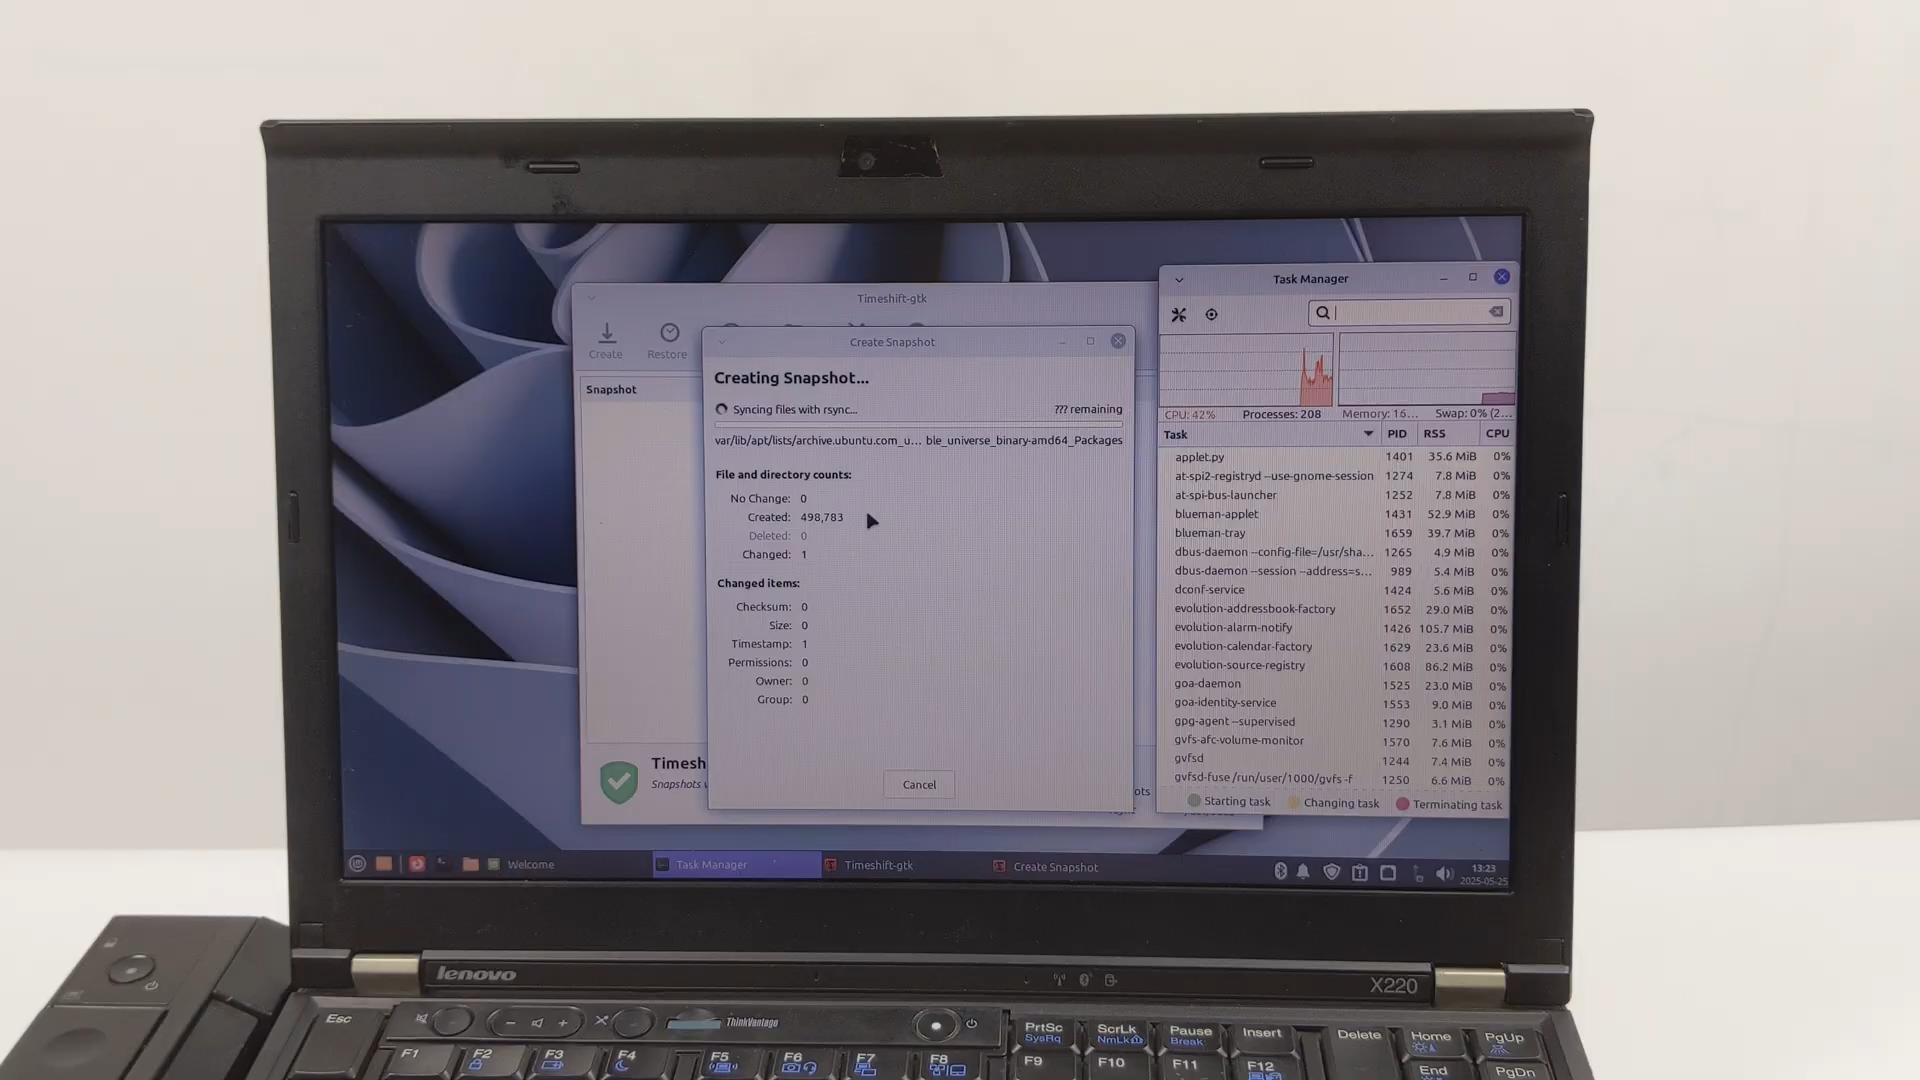 Timeshift-gtk
Create
Restore
Snapshot
Create Snapshot
Creating Snapshot...
Syncing files with rsync...
??? remaining
var/lib/apt/lists/archive.ubuntu.com_u... ble_universe_binary-amd64_Packages
File and directory counts:
No Change: 0
Created: 498,783
Deleted: 0
Changed: 1
Changed items:
Checksum: 0
Size: 0
Timestamp: 1
Permissions: 0
Owner: 0
Group: 0
Cancel
Timesh
Snapshots
ots
Task Manager
CPU: 42% Processes: 208 Memory: 16... Swap: 0% (2...
Task PID RSS CPU
applet.py 1401 35.6 MiB 0%
at-spi2-registryd --use-gnome-session 1274 7.8 MiB 0%
at-spi-bus-launcher 1252 7.8 MiB 0%
blueman-applet 1431 52.9 MiB 0%
blueman-tray 1659 39.7 MiB 0%
dbus-daemon --config-file=/usr/sha... 1265 4.9 MiB 0%
dbus-daemon --session --address=s... 989 5.4 MiB 0%
dconf-service 1424 5.6 MiB 0%
evolution-addressbook-factory 1652 29.0 MiB 0%
evolution-alarm-notify 1426 105.7 MiB 0%
evolution-calendar-factory 1629 23.6 MiB 0%
evolution-source-registry 1608 86.2 MiB 0%
goa-daemon 1525 23.0 MiB 0%
goa-identity-service 1553 9.0 MiB 0%
gpg-agent --supervised 1290 3.1 MiB 0%
gvfs-afc-volume-monitor 1570 7.6 MiB 0%
gvfsd 1244 7.4 MiB 0%
gvfsd-fuse /run/user/1000/gvfs -f 1250 6.6 MiB 0%
Starting task Changing task Terminating task
Welcome
Task Manager
Timeshift-gtk
Create Snapshot
13:23
2025-05-25
lenovo
X220
Esc
ThinkVantage
PrtSc
SysRq
ScrLk
NmLk
Pause
Break
Insert
Delete
Home
PgUp
F1 F2 F3 F4 F5 F6 F7 F8 F9 F10 F11 F12
End
PgDn